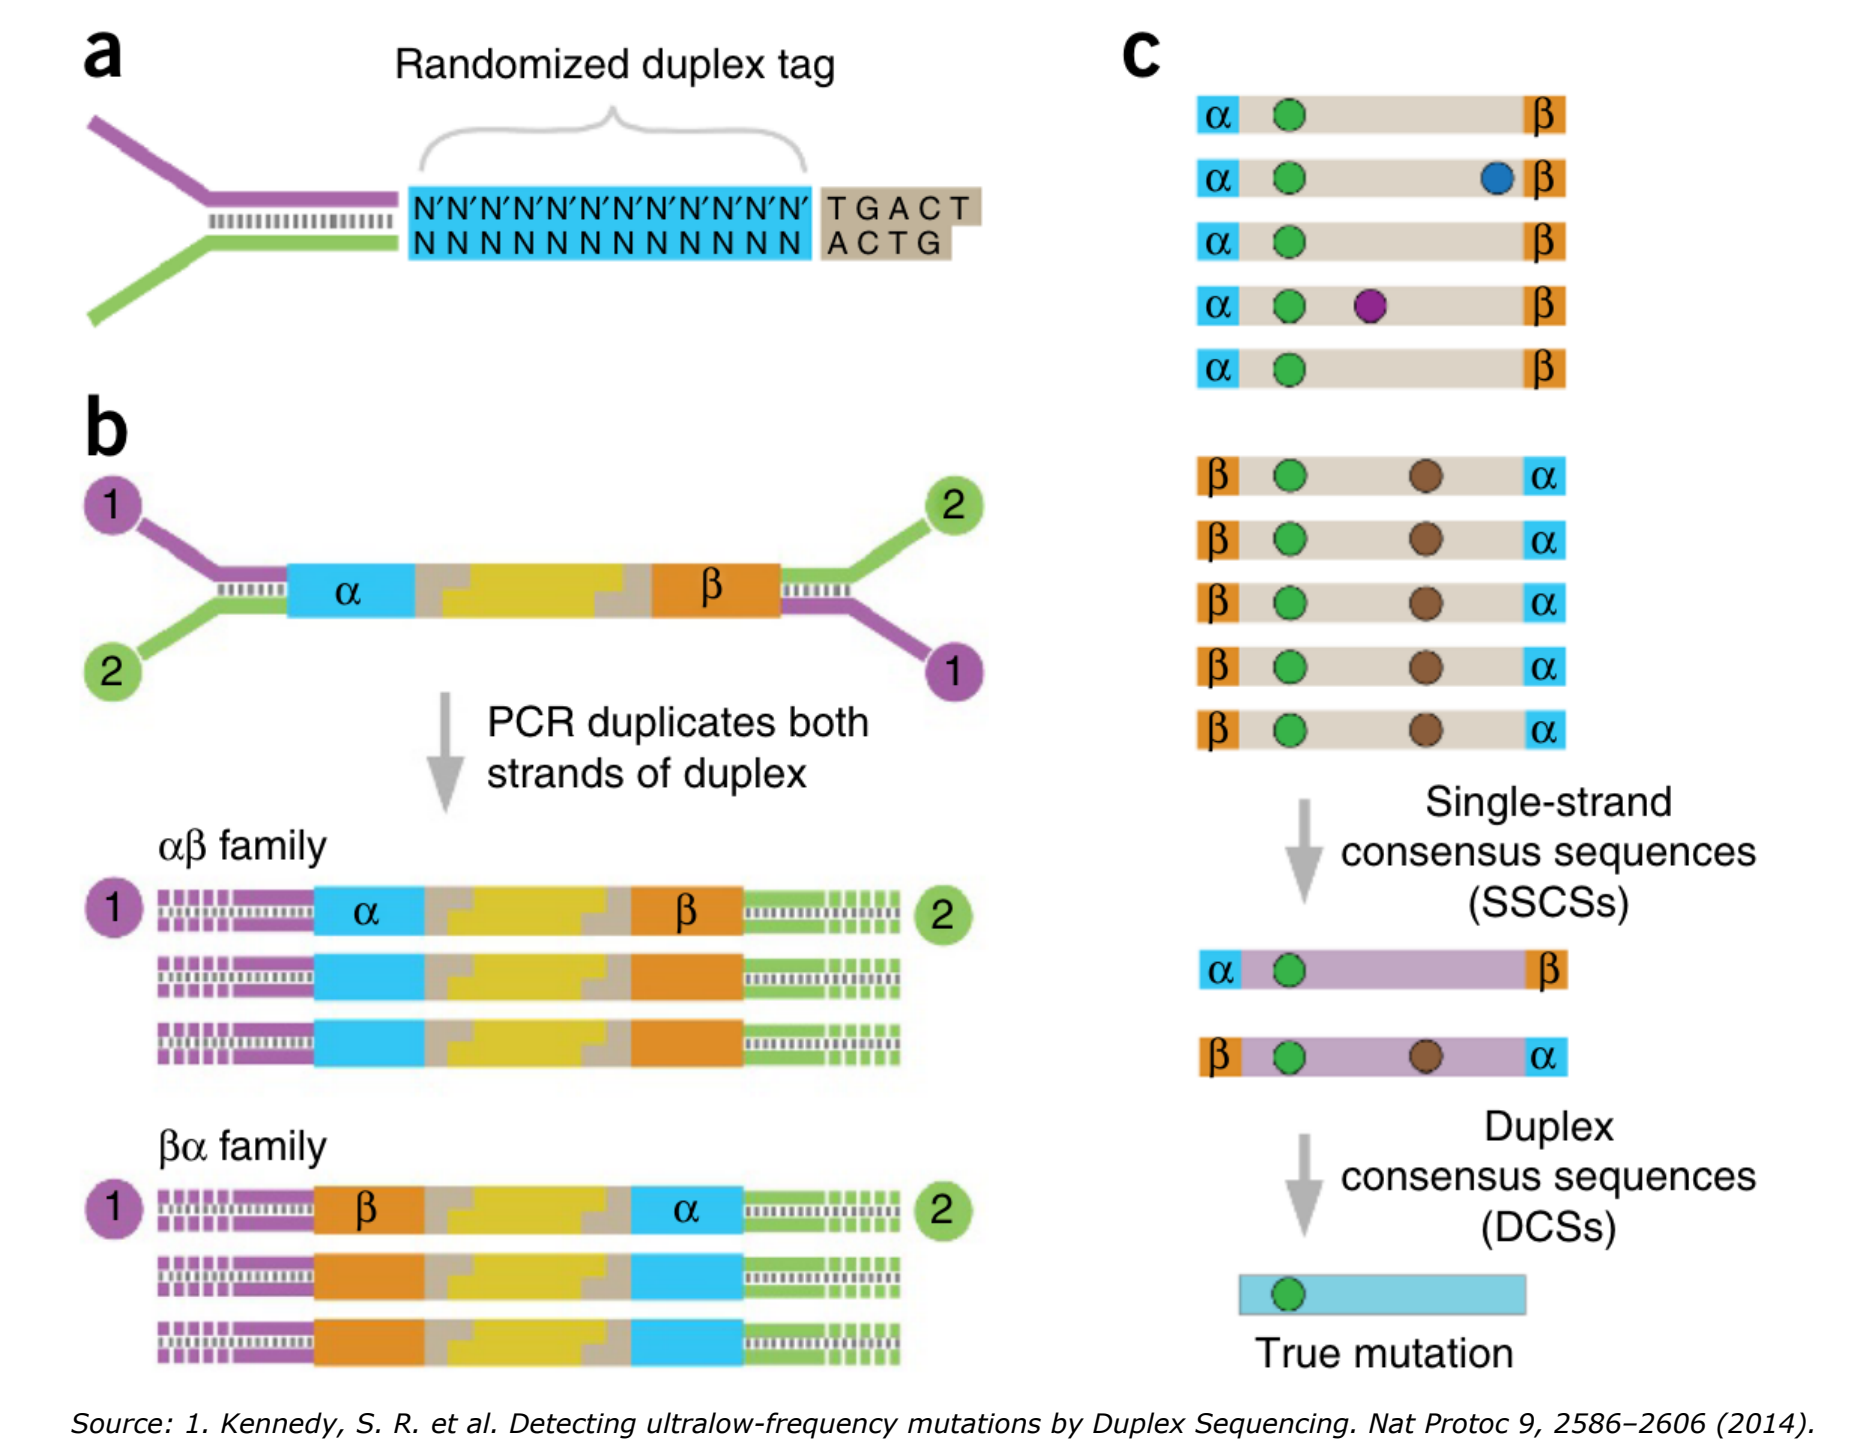 a
Randomized duplex tag
N′N′N′N′N′N′N′N′N′N′N′N′ TGACT
NNNNNNNNNNNN ACTG
b
1
2
α
β
2
1
PCR duplicates both
strands of duplex
αβ family
1
α
β
2
βα family
1
β
α
2
c
α β
α β
α β
α β
α β
β α
β α
β α
β α
β α
Single-strand
consensus sequences
(SSCSs)
α β
β α
Duplex
consensus sequences
(DCSs)
True mutation
Source: 1. Kennedy, S. R. et al. Detecting ultralow-frequency mutations by Duplex Sequencing. Nat Protoc 9, 2586–2606 (2014).